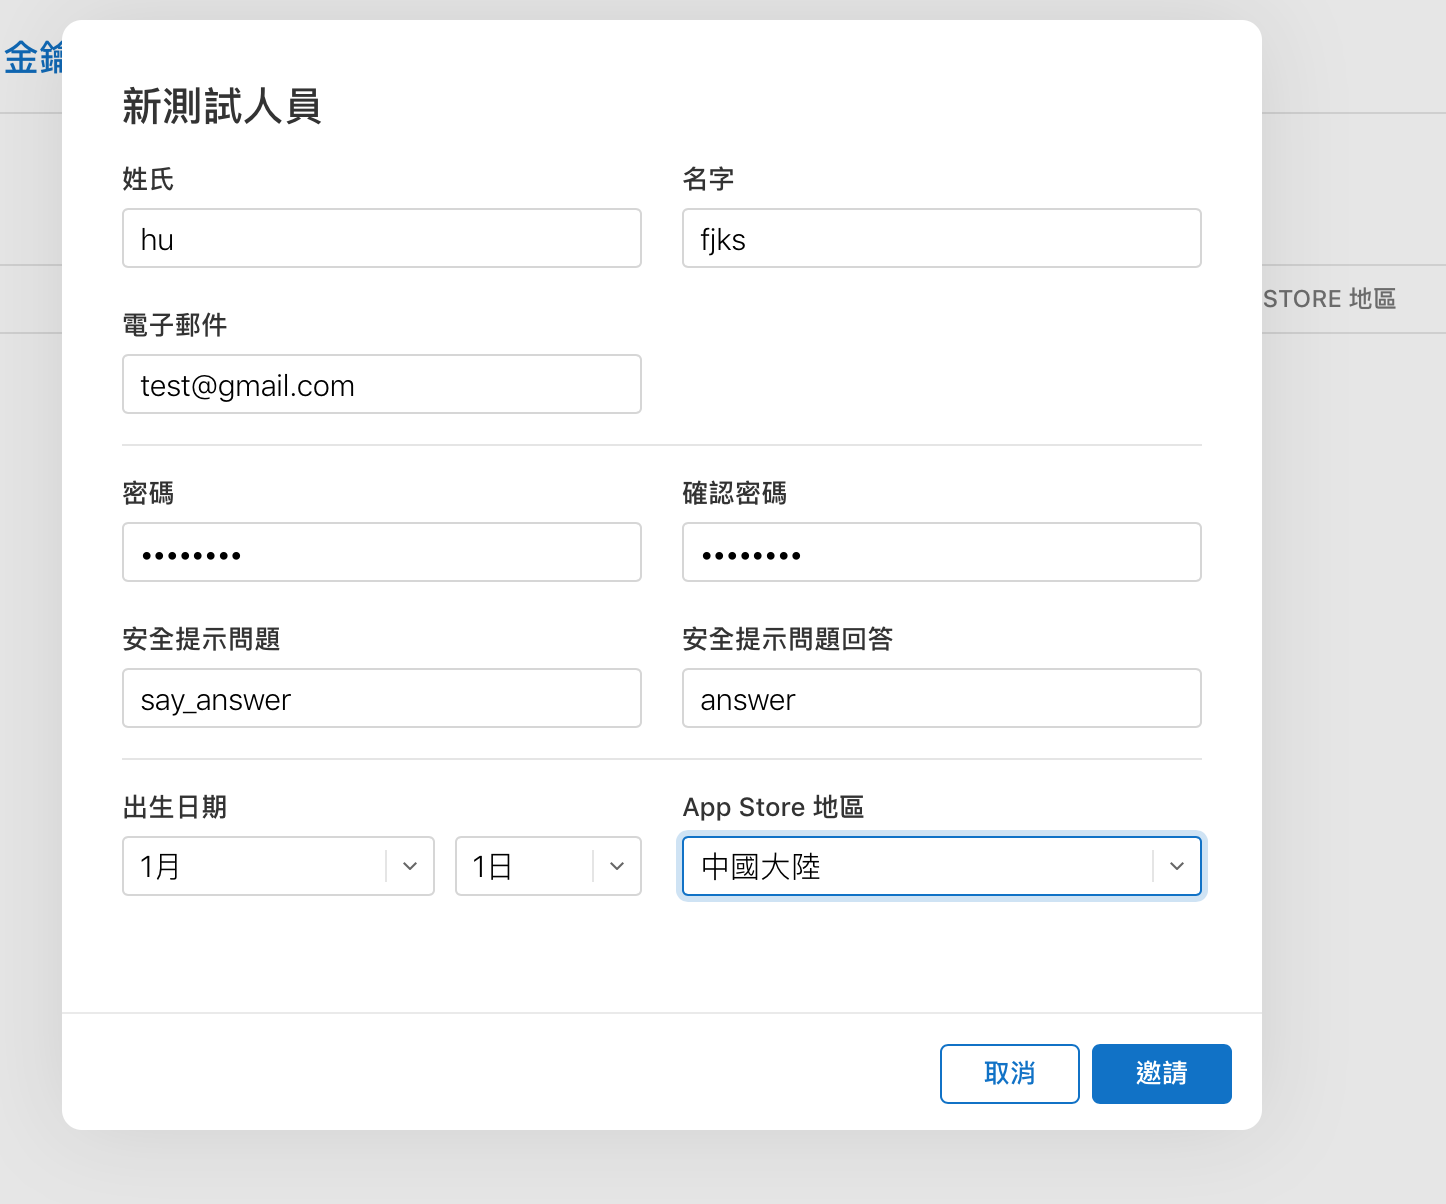 金鑰
新測試人員
姓氏
名字
hu
fjks
電子郵件
test@gmail.com
STORE 地區
密碼
確認密碼
••••••••
••••••••
安全提示問題
安全提示問題回答
say_answer
answer
出生日期
App Store 地區
1月
1日
中國大陸
取消
邀請